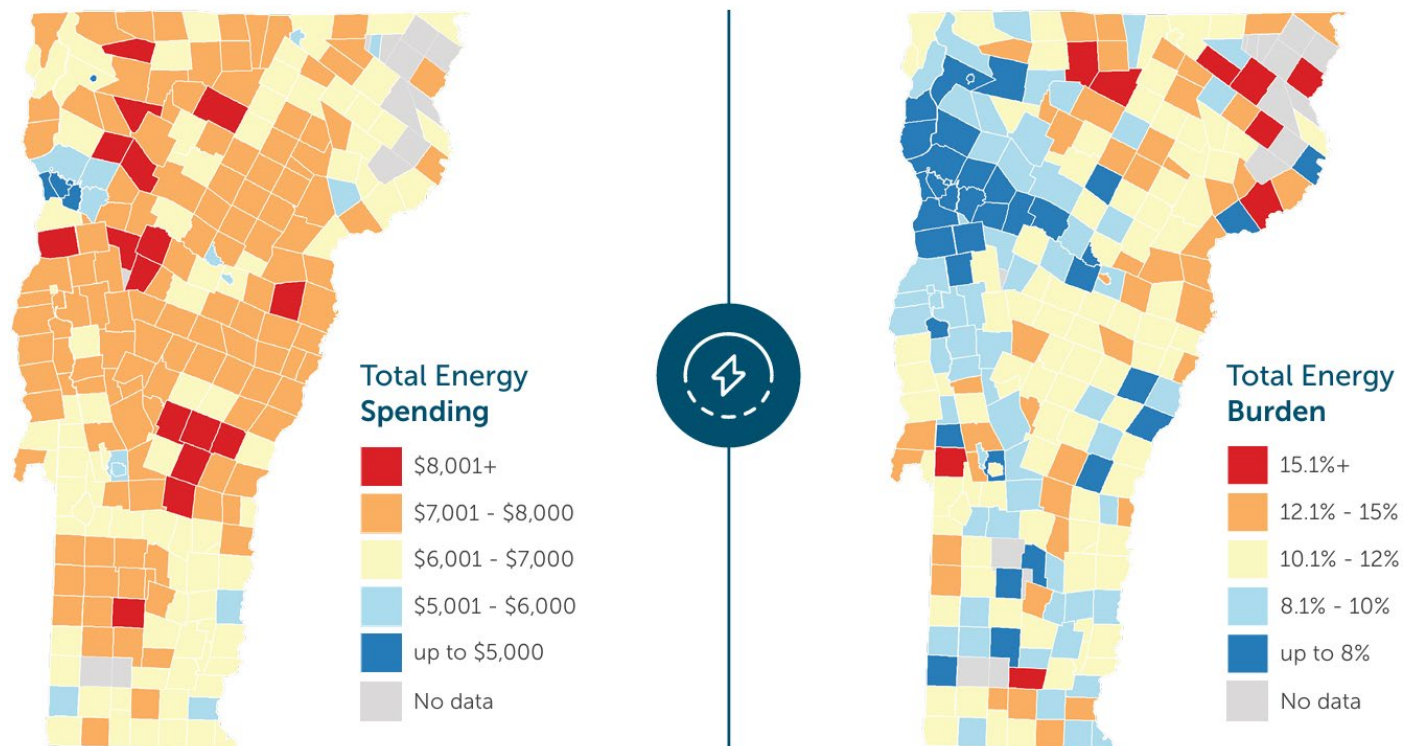 Total Energy
Spending
$8,001+
$7,001 - $8,000
$6,001 - $7,000
$5,001 - $6,000
up to $5,000
No data
Total Energy
Burden
15.1%+
12.1% - 15%
10.1% - 12%
8.1% - 10%
up to 8%
No data